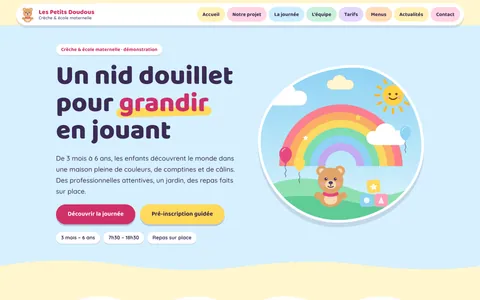 Les Petits Doudous
Crèche & école maternelle
Accueil
Notre projet
La journée
L'équipe
Tarifs
Menus
Actualités
Contact
Crèche & école maternelle · démonstration
Un nid douillet
pour grandir
en jouant
De 3 mois à 6 ans, les enfants découvrent le monde dans
une maison pleine de couleurs, de comptines et de câlins.
Des professionnelles attentives, un jardin, des repas faits
sur place.
Découvrir la journée
Pré-inscription guidée
3 mois – 6 ans
7h30 – 18h30
Repas sur place